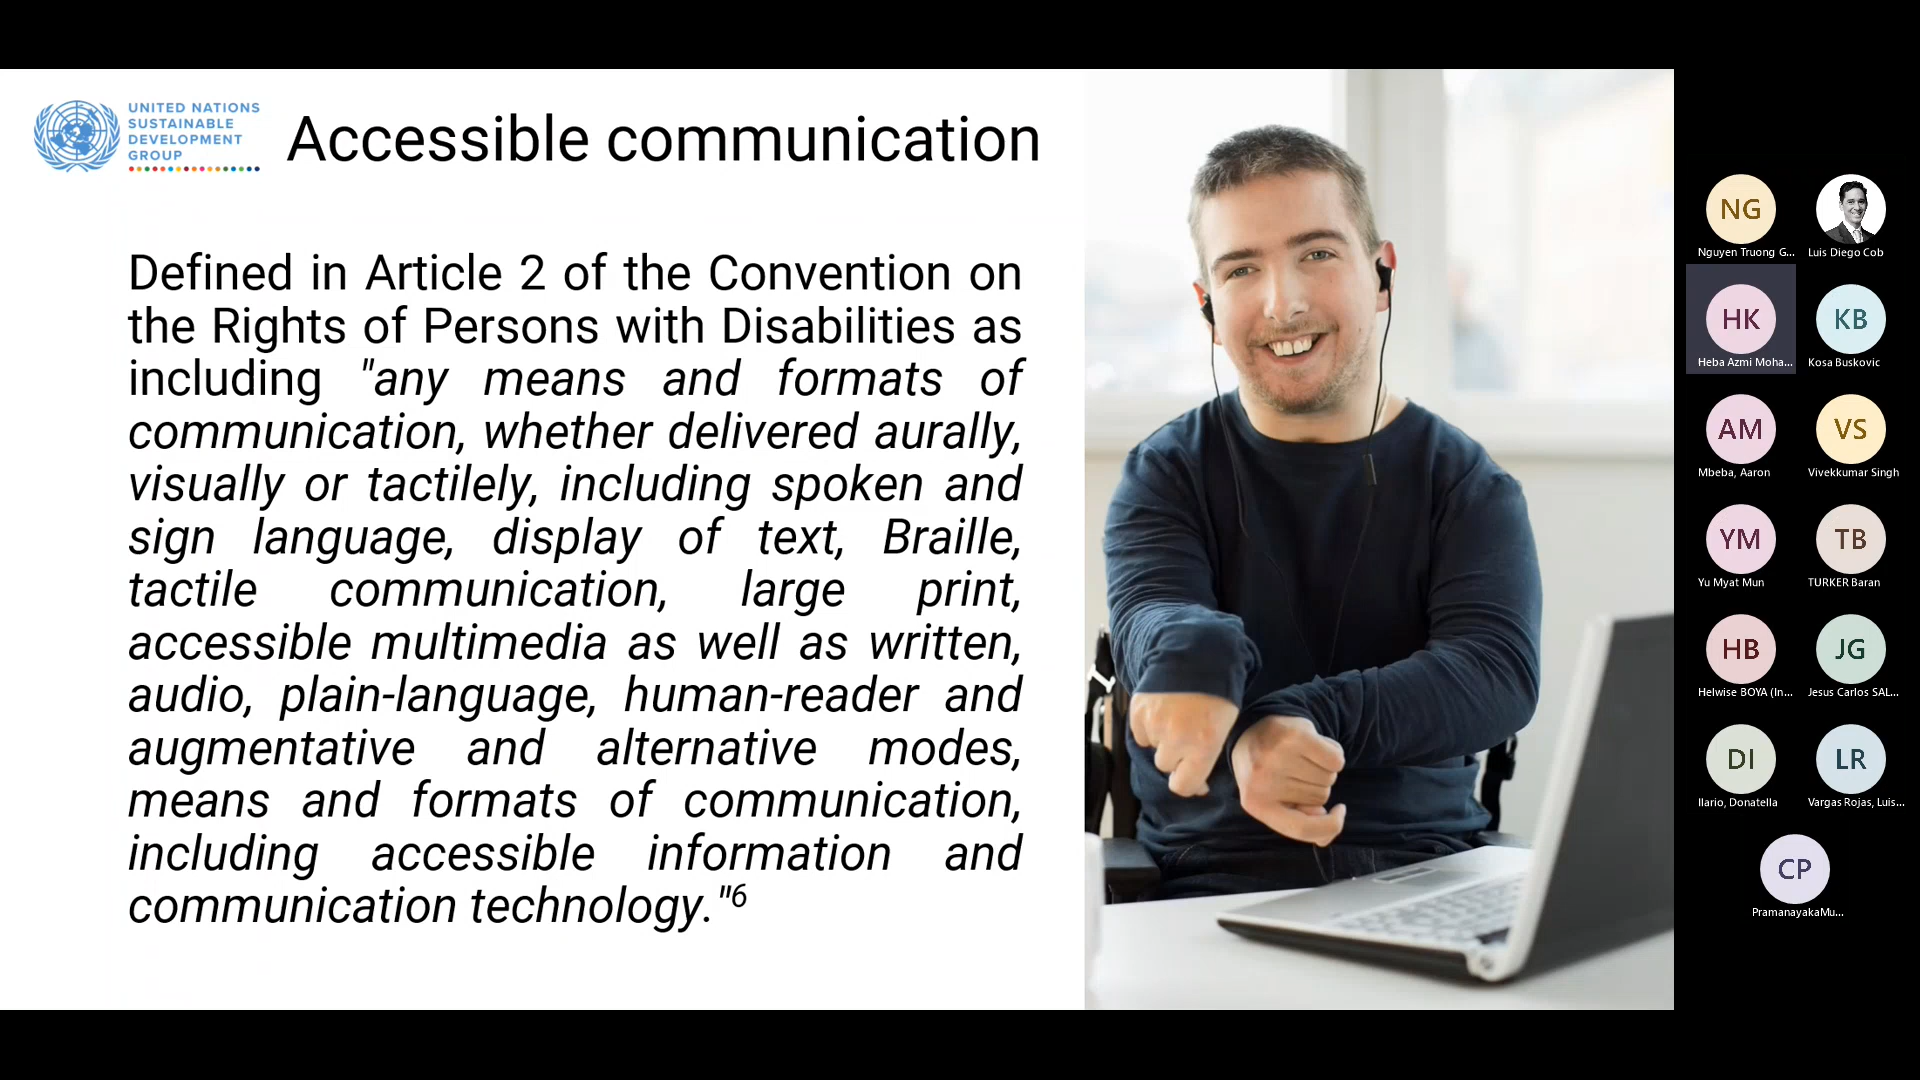 UNITED NATIONS
SUSTAINABLE
DEVELOPMENT
GROUP
Accessible communication
Defined in Article 2 of the Convention on
the Rights of Persons with Disabilities as
including "any means and formats of
communication, whether delivered aurally,
visually or tactilely, including spoken and
sign language, display of text, Braille,
tactile communication, large print,
accessible multimedia as well as written,
audio, plain-language, human-reader and
augmentative and alternative modes,
means and formats of communication,
including accessible information and
communication technology."6
NG
Nguyen Truong G...
Luis Diego Cob
HK
Heba Azmi Moha...
KB
Kosa Buskovic
AM
Mbeba, Aaron
VS
Vivekkumar Singh
YM
Yu Myat Mun
TB
TURKER Baran
HB
Helwise BOYA (In...
JG
Jesus Carlos SAL...
DI
Ilario, Donatella
LR
Vargas Rojas, Luis...
CP
PramanayakaMu...